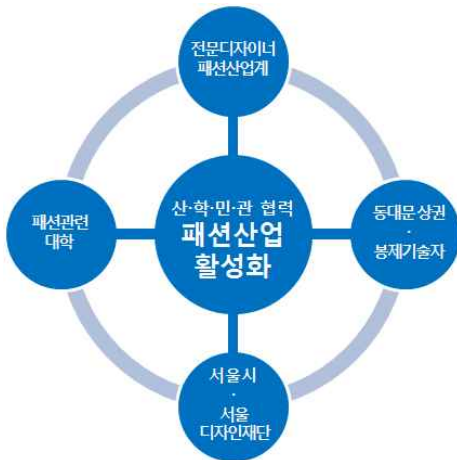 전문디자이너
패션산업계
패션관련
대학
산·학·민·관 협력
패션산업
활성화
동대문 상권
·
봉제기술자
서울시
·
서울
디자인재단